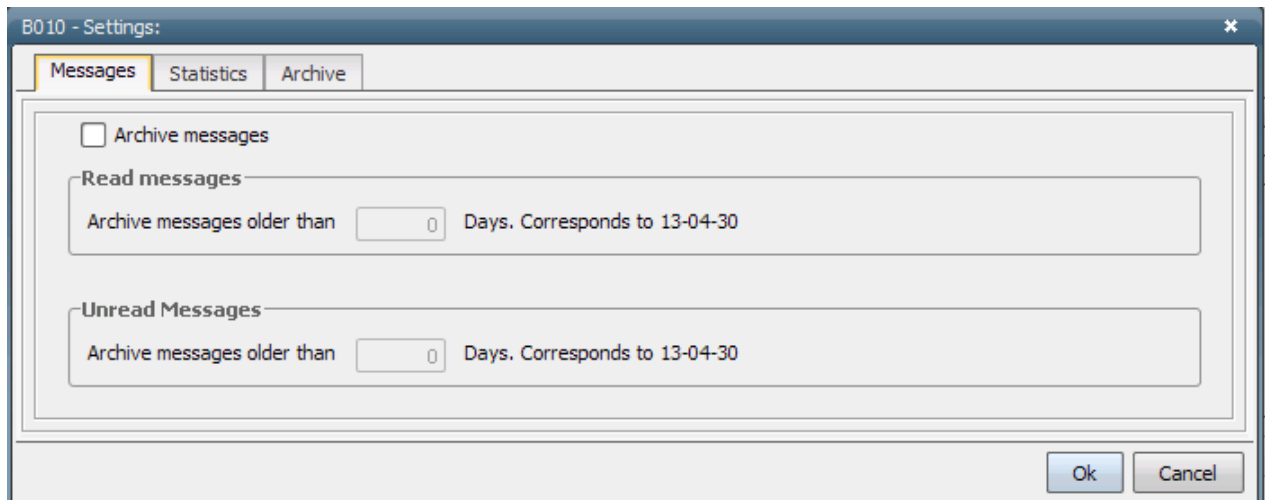 B010 - Settings:
Messages Statistics Archive
Archive messages
Read messages
Archive messages older than 0 Days. Corresponds to 13-04-30
Unread Messages
Archive messages older than 0 Days. Corresponds to 13-04-30
Ok Cancel